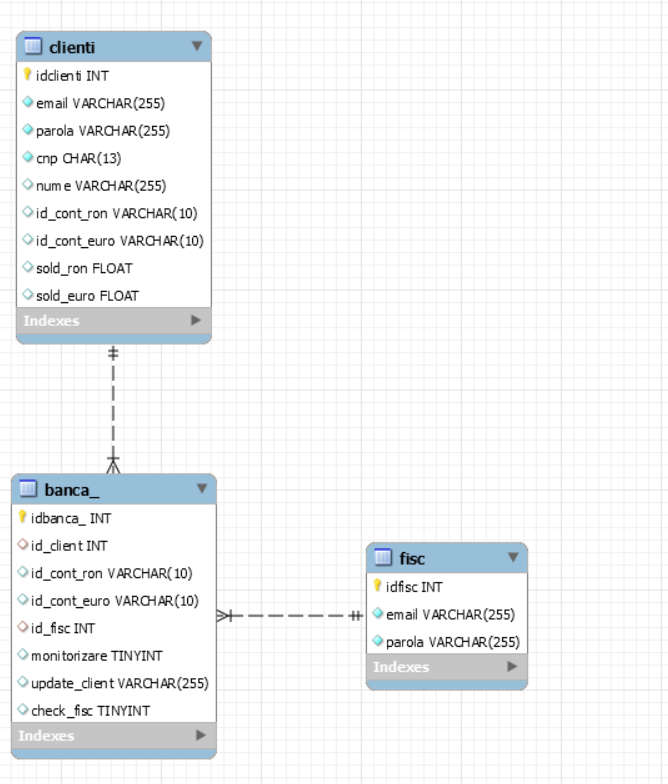 clienti
idclienti INT
email VARCHAR(255)
parola VARCHAR(255)
cnp CHAR(13)
nume VARCHAR(255)
id_cont_ron VARCHAR(10)
id_cont_euro VARCHAR(10)
sold_ron FLOAT
sold_euro FLOAT
Indexes
banca_
idbanca_ INT
id_client INT
id_cont_ron VARCHAR(10)
id_cont_euro VARCHAR(10)
id_fisc INT
monitorizare TINYINT
update_client VARCHAR(255)
check_fisc TINYINT
Indexes
fisc
idfisc INT
email VARCHAR(255)
parola VARCHAR(255)
Indexes